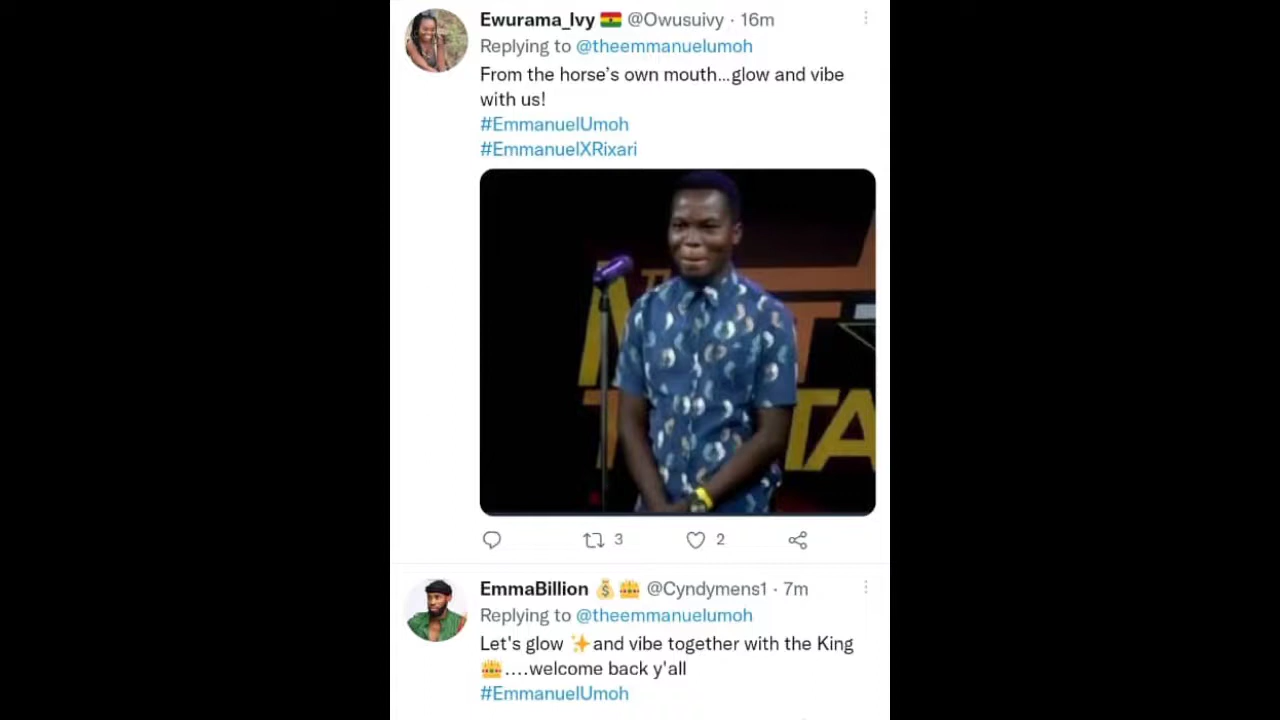 Ewurama_Ivy 🇬🇭 @Owusuivy · 16m
Replying to @theemmanuelumoh
From the horse's own mouth...glow and vibe
with us!
#EmmanuelUmoh
#EmmanuelXRixari
TA
3 2
EmmaBillion 💰👑 @Cyndymens1 · 7m
Replying to @theemmanuelumoh
Let's glow ✨and vibe together with the King
👑....welcome back y'all
#EmmanuelUmoh